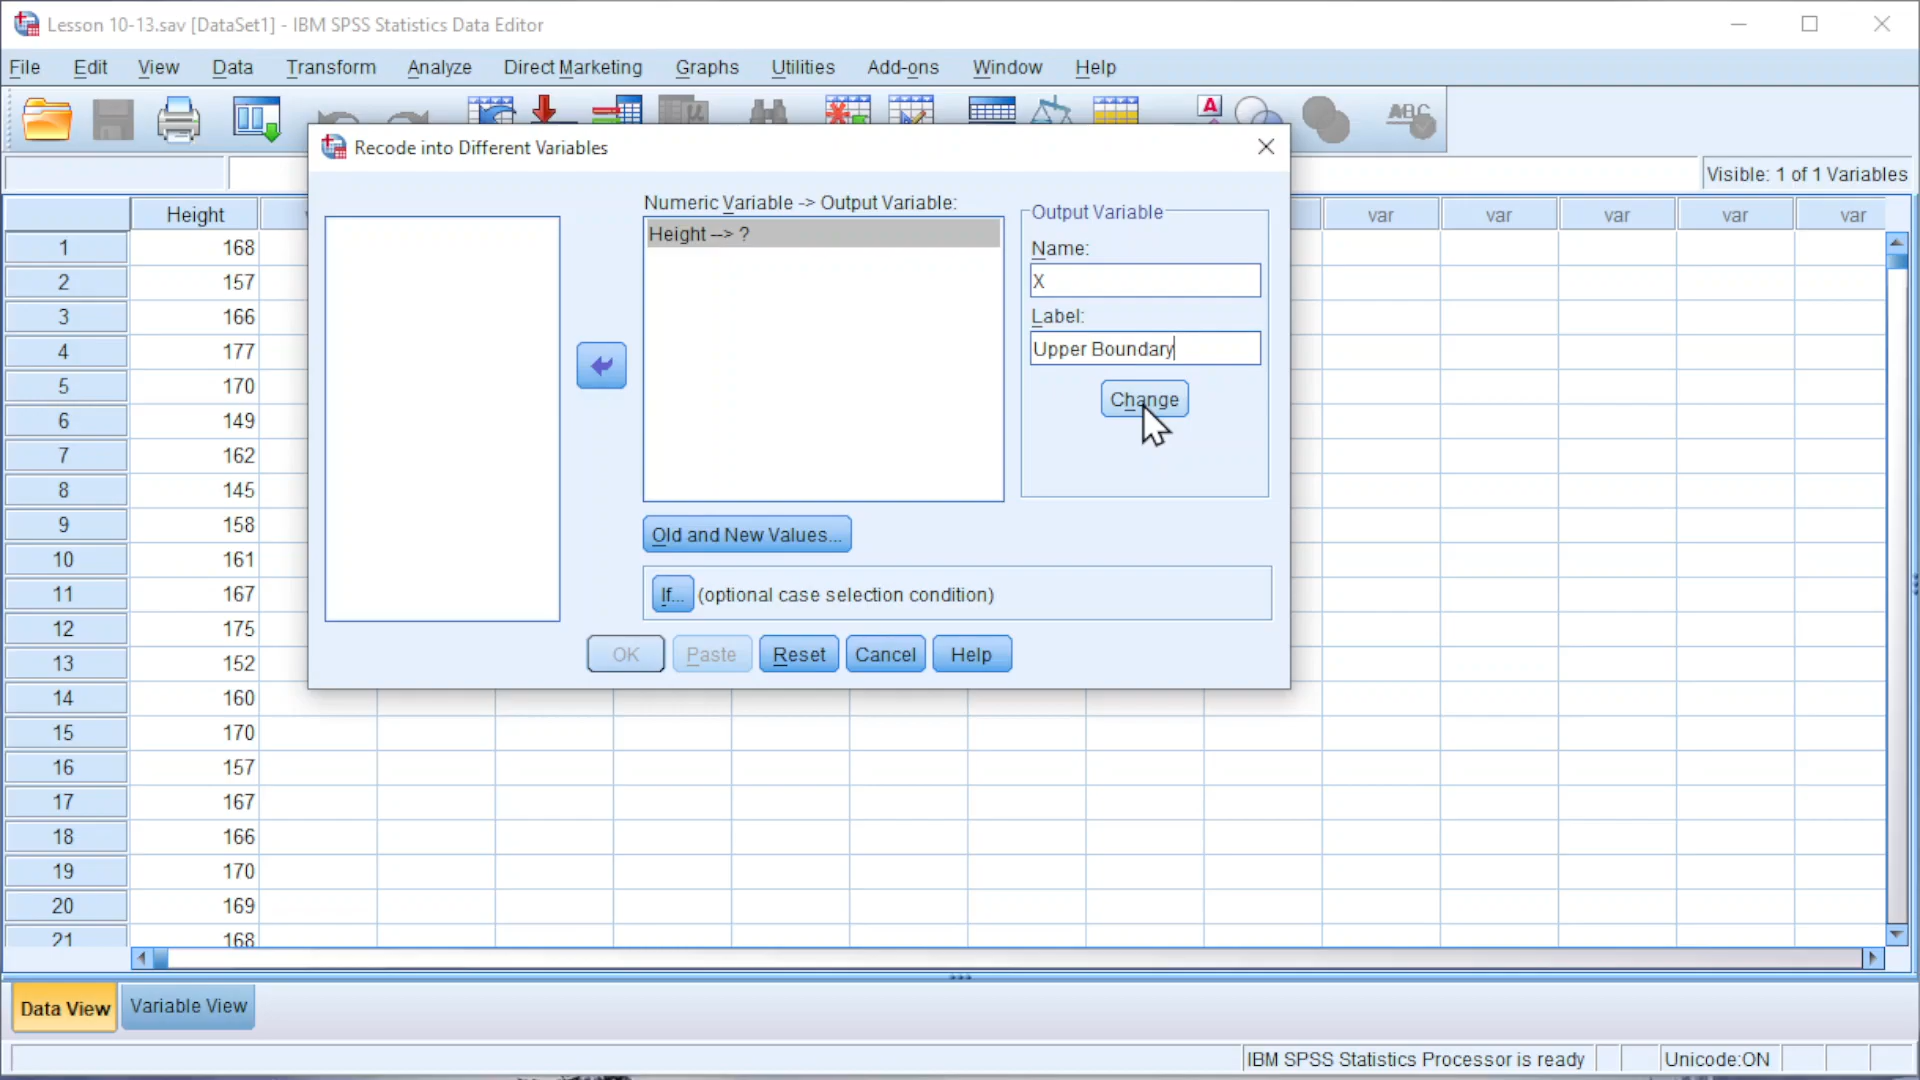 Lesson 10-13.sav [DataSet1] - IBM SPSS Statistics Data Editor
File Edit View Data Transform Analyze Direct Marketing Graphs Utilities Add-ons Window Help
A ABC
Recode into Different Variables
Visible: 1 of 1 Variables
Numeric Variable -> Output Variable:
Height --> ?
Output Variable
Name:
X
Label:
Upper Boundary
Change
Old and New Values...
If... (optional case selection condition)
OK Paste Reset Cancel Help
Height var var var var var
1 168
2 157
3 166
4 177
5 170
6 149
7 162
8 145
9 158
10 161
11 167
12 175
13 152
14 160
15 170
16 157
17 167
18 166
19 170
20 169
21 168
Data View Variable View
IBM SPSS Statistics Processor is ready Unicode:ON